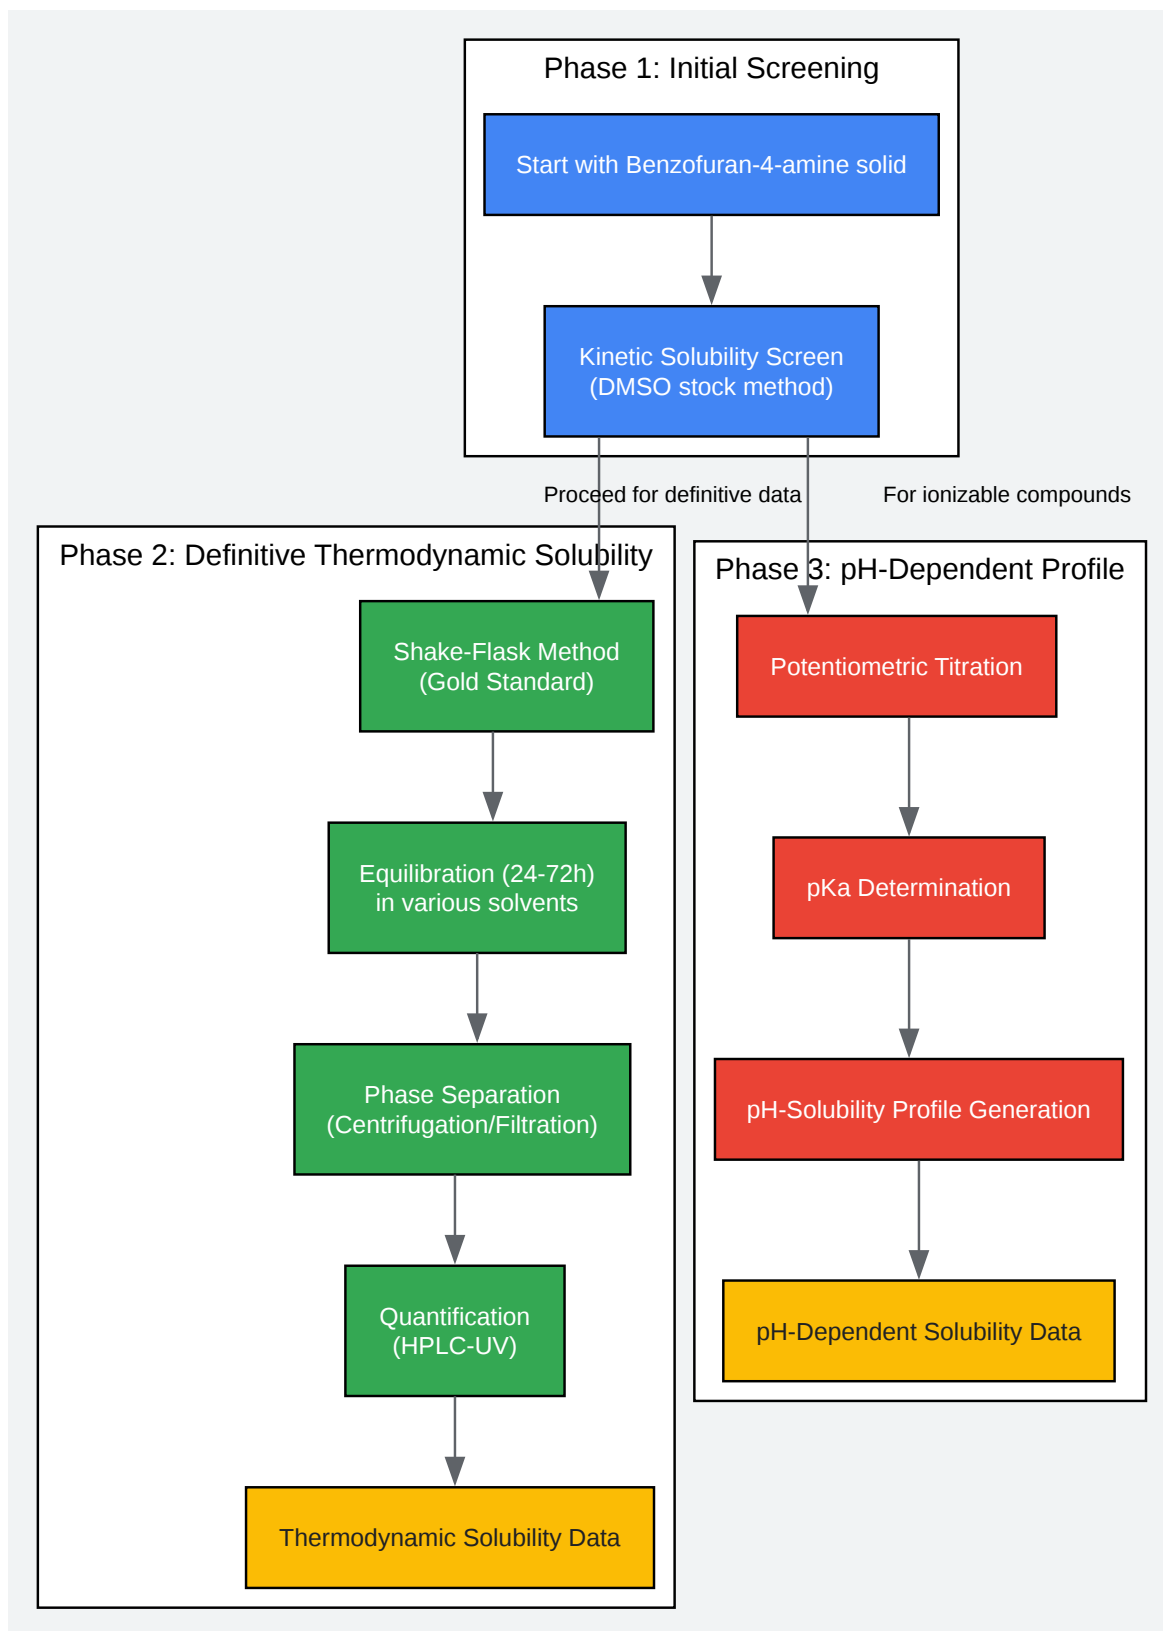 Phase 1: Initial Screening
Start with Benzofuran-4-amine solid
Kinetic Solubility Screen
(DMSO stock method)
Proceed for definitive data
For ionizable compounds
Phase 2: Definitive Thermodynamic Solubility
Shake-Flask Method
(Gold Standard)
Equilibration (24-72h)
in various solvents
Phase Separation
(Centrifugation/Filtration)
Quantification
(HPLC-UV)
Thermodynamic Solubility Data
Phase 3: pH-Dependent Profile
Potentiometric Titration
pKa Determination
pH-Solubility Profile Generation
pH-Dependent Solubility Data